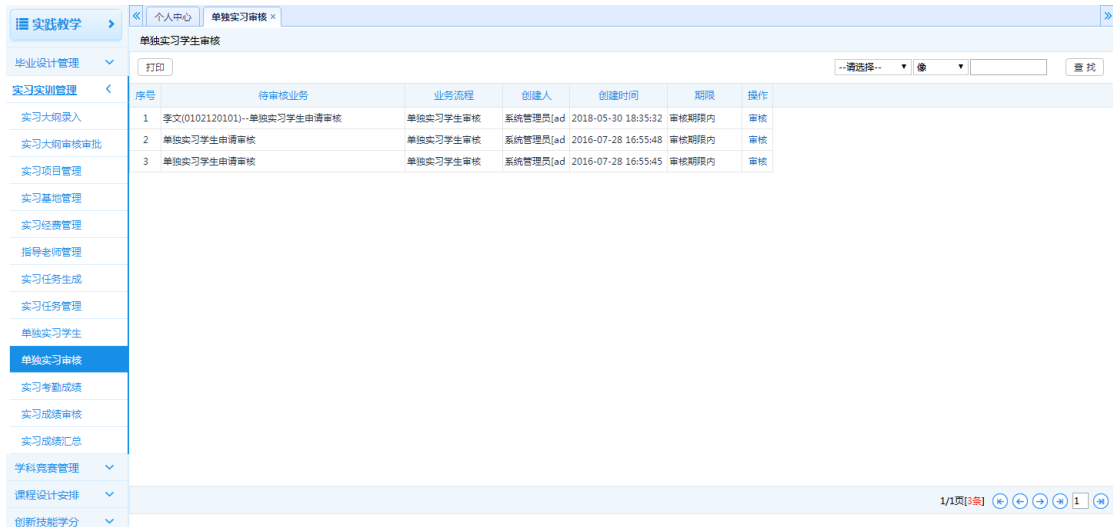 实践教学
毕业设计管理
实习实训管理
实习大纲录入
实习大纲审核审批
实习项目管理
实习基地管理
实习经费管理
指导老师管理
实习任务生成
实习任务管理
单独实习学生
单独实习审核
实习考勤成绩
实习成绩审核
实习成绩汇总
学科竞赛管理
课程设计安排
创新技能学分
个人中心 单独实习审核 ×
单独实习学生审核
打印 --请选择-- 像 查 找
序号 待审核业务 业务流程 创建人 创建时间 期限 操作
1 李文(0102120101)--单独实习学生申请审核 单独实习学生审核 系统管理员[ad 2018-05-30 18:35:32 审核期限内 审核
2 单独实习学生申请审核 单独实习学生审核 系统管理员[ad 2016-07-28 16:55:48 审核期限内 审核
3 单独实习学生申请审核 单独实习学生审核 系统管理员[ad 2016-07-28 16:55:45 审核期限内 审核
1/1页[3条] 1